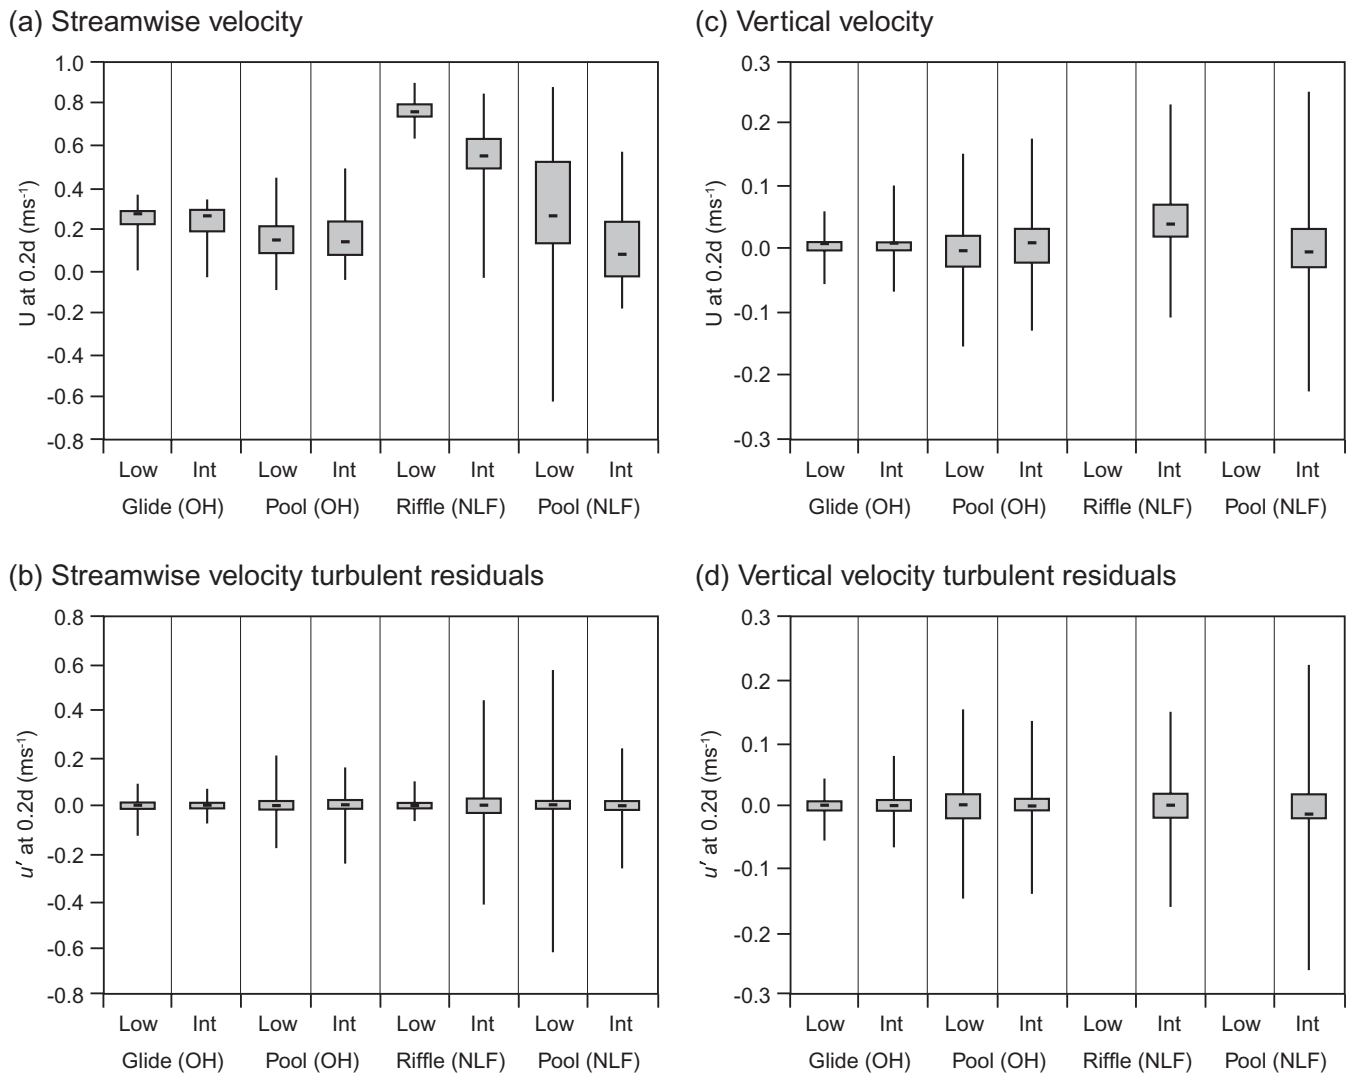 (a) Streamwise velocity
1.0
0.8
0.6
0.4
0.2
0.0
-0.2
-0.4
-0.6
-0.8
U at 0.2d (ms-1)
Low Int Low Int Low Int Low Int
Glide (OH) Pool (OH) Riffle (NLF) Pool (NLF)
(c) Vertical velocity
0.3
0.2
0.1
0.0
-0.1
-0.2
-0.3
U at 0.2d (ms-1)
Low Int Low Int Low Int Low Int
Glide (OH) Pool (OH) Riffle (NLF) Pool (NLF)
(b) Streamwise velocity turbulent residuals
0.8
0.6
0.4
0.2
0.0
-0.2
-0.4
-0.6
-0.8
u′ at 0.2d (ms-1)
Low Int Low Int Low Int Low Int
Glide (OH) Pool (OH) Riffle (NLF) Pool (NLF)
(d) Vertical velocity turbulent residuals
0.3
0.2
0.1
0.0
-0.1
-0.2
-0.3
u′ at 0.2d (ms-1)
Low Int Low Int Low Int Low Int
Glide (OH) Pool (OH) Riffle (NLF) Pool (NLF)